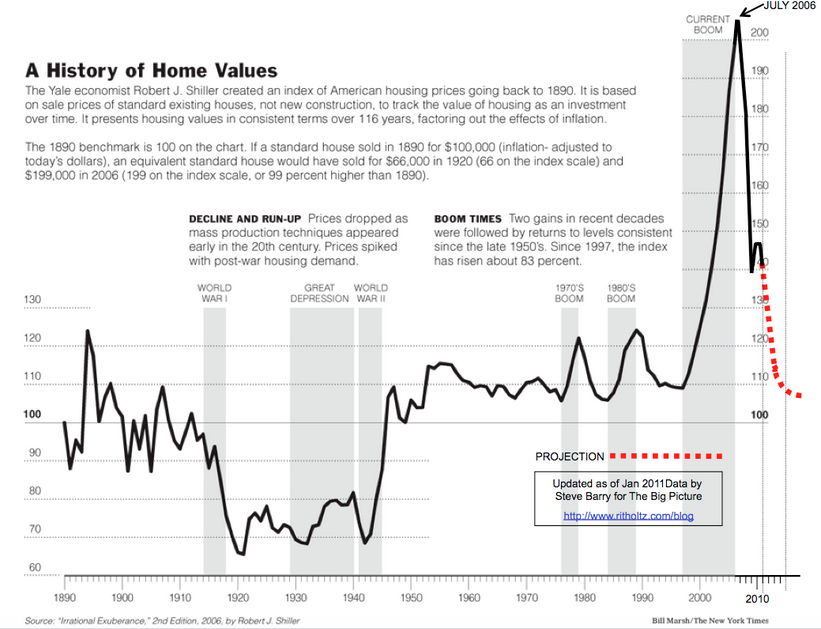 JULY 2006
CURRENT
BOOM
A History of Home Values
The Yale economist Robert J. Shiller created an index of American housing prices going back to 1890. It is based
on sale prices of standard existing houses, not new construction, to track the value of housing as an investment
over time. It presents housing values in consistent terms over 116 years, factoring out the effects of inflation.
The 1890 benchmark is 100 on the chart. If a standard house sold in 1890 for $100,000 (inflation- adjusted to
today's dollars), an equivalent standard house would have sold for $66,000 in 1920 (66 on the index scale) and
$199,000 in 2006 (199 on the index scale, or 99 percent higher than 1890).
DECLINE AND RUN-UP Prices dropped as
mass production techniques appeared
early in the 20th century. Prices spiked
with post-war housing demand.
BOOM TIMES Two gains in recent decades
were followed by returns to levels consistent
since the late 1950's. Since 1997, the index
has risen about 83 percent.
WORLD
WAR I
GREAT
DEPRESSION
WORLD
WAR II
1970'S
BOOM
1980'S
BOOM
200
190
180
170
160
150
130
120
110
100
130
120
110
100
90
80
70
60
PROJECTION
Updated as of Jan 2011Data by
Steve Barry for The Big Picture
http://www.ritholtz.com/blog
1890 1900 1910 1920 1930 1940 1950 1960 1970 1980 1990 2000 2010
Source: "Irrational Exuberance," 2nd Edition, 2006, by Robert J. Shiller
Bill Marsh/The New York Times